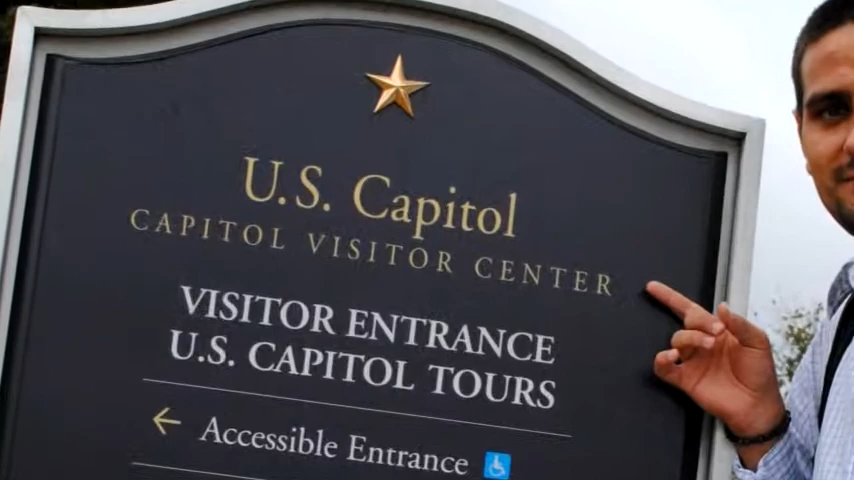 U.S. Capitol
CAPITOL VISITOR CENTER
VISITOR ENTRANCE
U.S. CAPITOL TOURS
Accessible Entrance